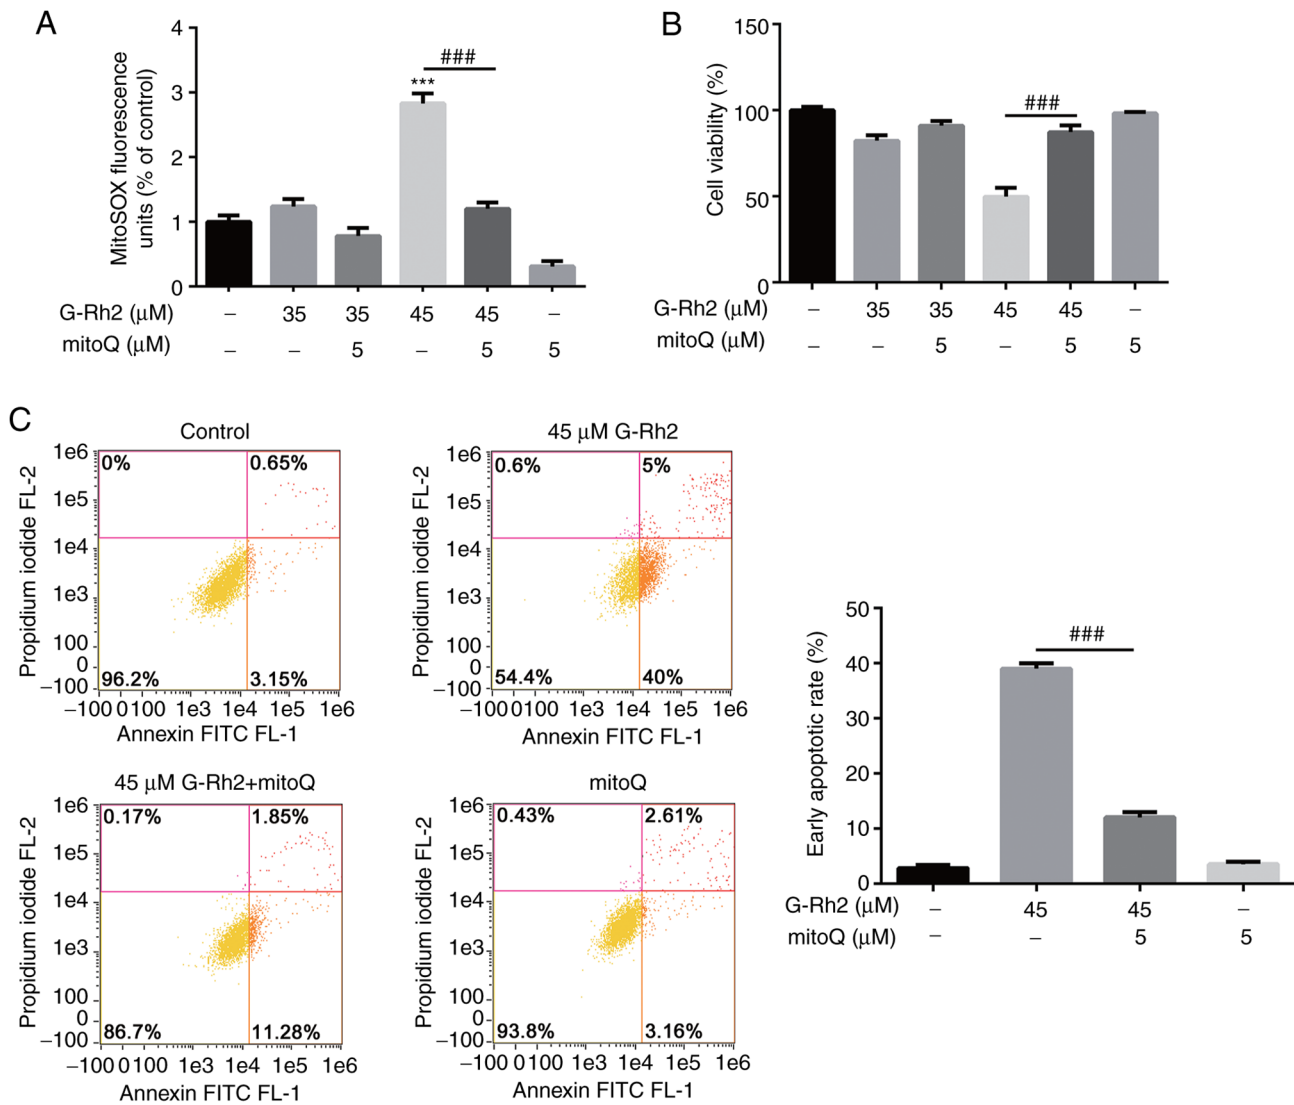 A
MitoSOX fluorescence
units (% of control)
4
3
2
1
0
***
###
G-Rh2 (μM) – 35 35 45 45 –
mitoQ (μM) – – 5 – 5 5
B
Cell viability (%)
150
100
50
0
###
G-Rh2 (μM) – 35 35 45 45 –
mitoQ (μM) – – 5 – 5 5
C
Control
Propidium iodide FL-2
1e6
1e5
1e4
1e3
100
0
–100
0% 0.65%
96.2% 3.15%
–100 0 100 1e3 1e4 1e5 1e6
Annexin FITC FL-1
45 μM G-Rh2
Propidium iodide FL-2
1e6
1e5
1e4
1e3
100
0
–100
0.6% 5%
54.4% 40%
–100 0 100 1e3 1e4 1e5 1e6
Annexin FITC FL-1
45 μM G-Rh2+mitoQ
Propidium iodide FL-2
1e6
1e5
1e4
1e3
100
0
–100
0.17% 1.85%
86.7% 11.28%
–100 0 100 1e3 1e4 1e5 1e6
Annexin FITC FL-1
mitoQ
Propidium iodide FL-2
1e6
1e5
1e4
1e3
100
0
–100
0.43% 2.61%
93.8% 3.16%
–100 0 100 1e3 1e4 1e5 1e6
Annexin FITC FL-1
Early apoptotic rate (%)
50
40
30
20
10
0
###
G-Rh2 (μM) – 45 45 –
mitoQ (μM) – – 5 5